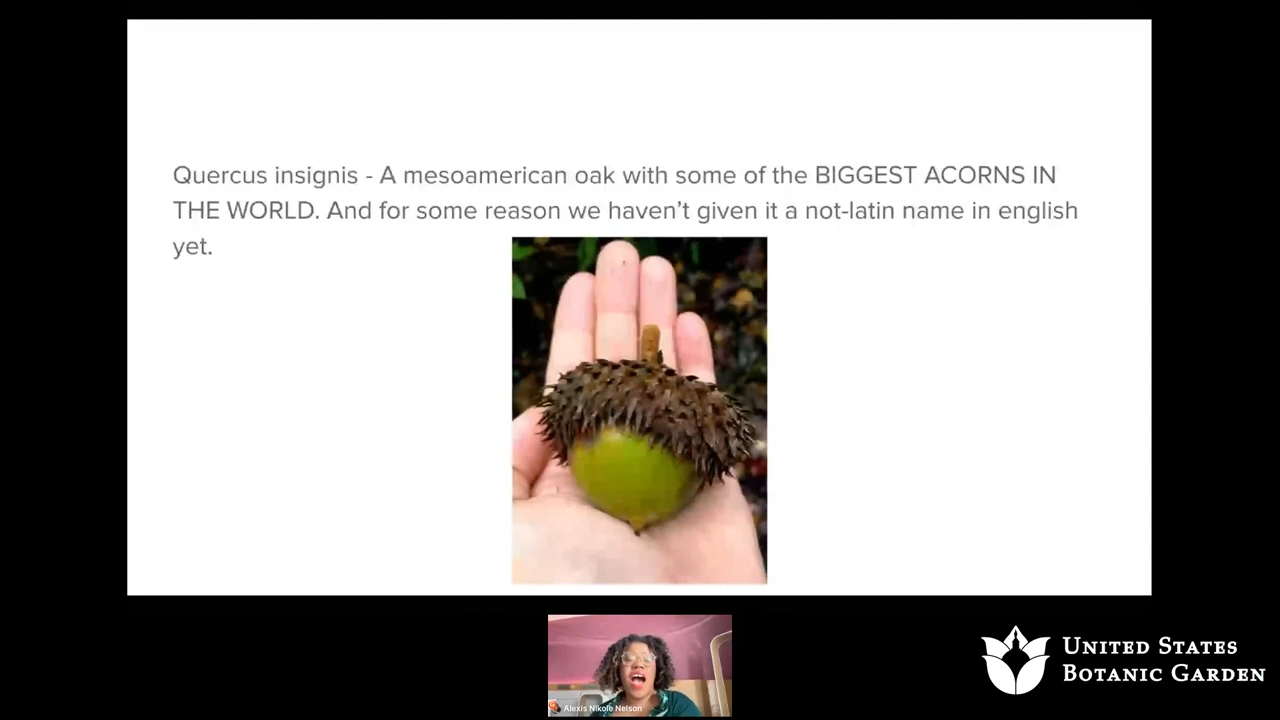 Quercus insignis - A mesoamerican oak with some of the BIGGEST ACORNS IN
THE WORLD. And for some reason we haven't given it a not-latin name in english
yet.
Alexis Nikole Nelson
UNITED STATES
BOTANIC GARDEN